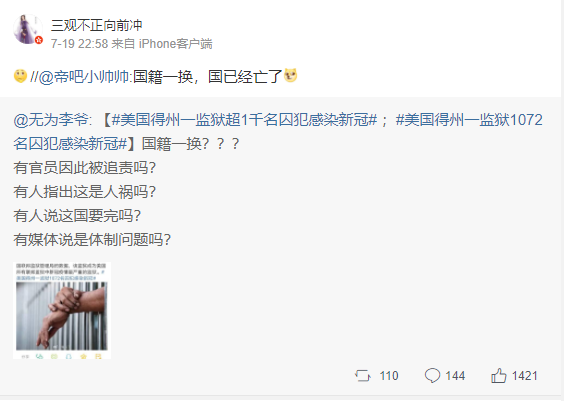 三观不正向前冲
7-19 22:58 来自 iPhone客户端
//@帝吧小帅帅:国籍一换，国已经亡了
@无为李爷: 【#美国得州一监狱超1千名囚犯感染新冠# ；#美国得州一监狱1072
名囚犯感染新冠#】国籍一换？？？
有官员因此被追责吗?
有人指出这是人祸吗?
有人说这国要完吗?
有媒体说是体制问题吗?
110
144
1421